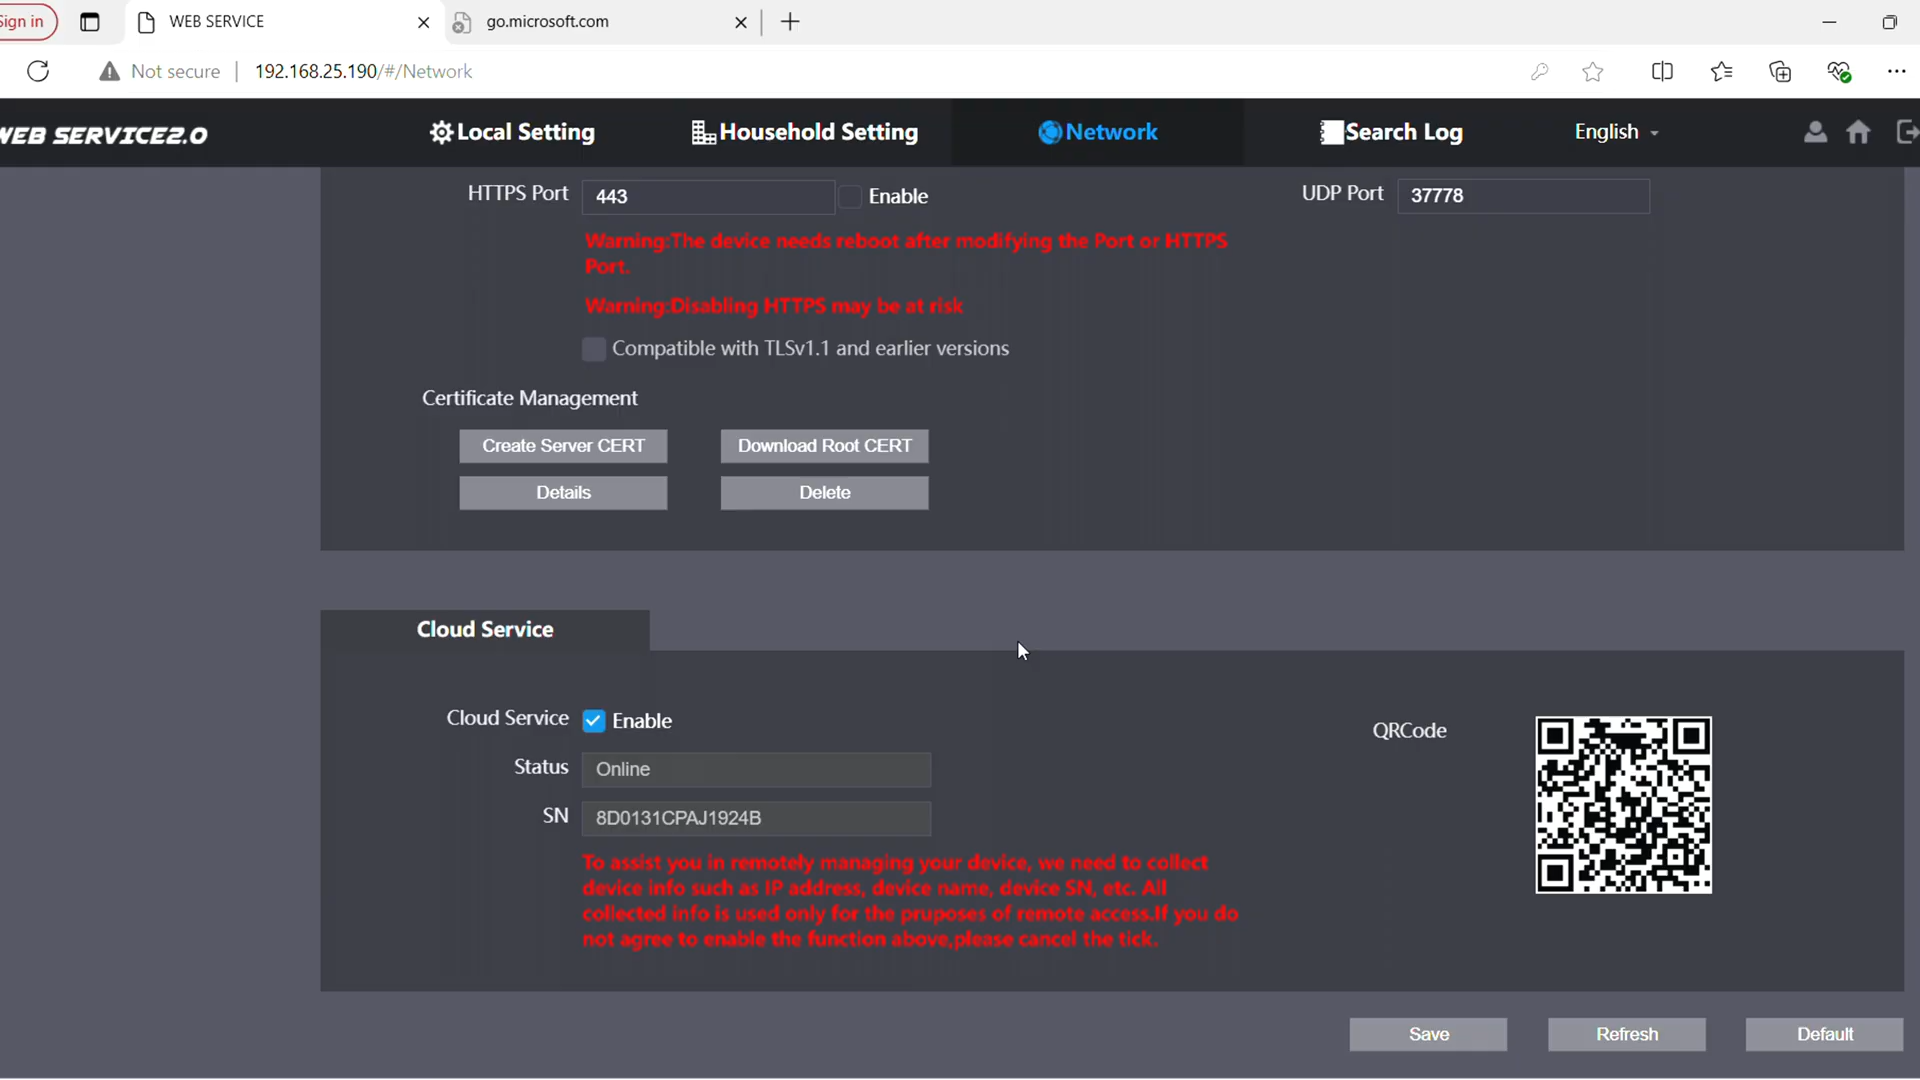 Sign in
WEB SERVICE
go.microsoft.com
Not secure
192.168.25.190/#/Network
WEB SERVICE2.0
Local Setting
Household Setting
Network
Search Log
English
HTTPS Port
443
Enable
UDP Port
37778
Warning:The device needs reboot after modifying the Port or HTTPS
Port.
Warning:Disabling HTTPS may be at risk
Compatible with TLSv1.1 and earlier versions
Certificate Management
Create Server CERT
Download Root CERT
Details
Delete
Cloud Service
Cloud Service
Enable
QRCode
Status
Online
SN
8D0131CPAJ1924B
To assist you in remotely managing your device, we need to collect
device info such as IP address, device name, device SN, etc. All
collected info is used only for the pruposes of remote access.If you do
not agree to enable the function above,please cancel the tick.
Save
Refresh
Default